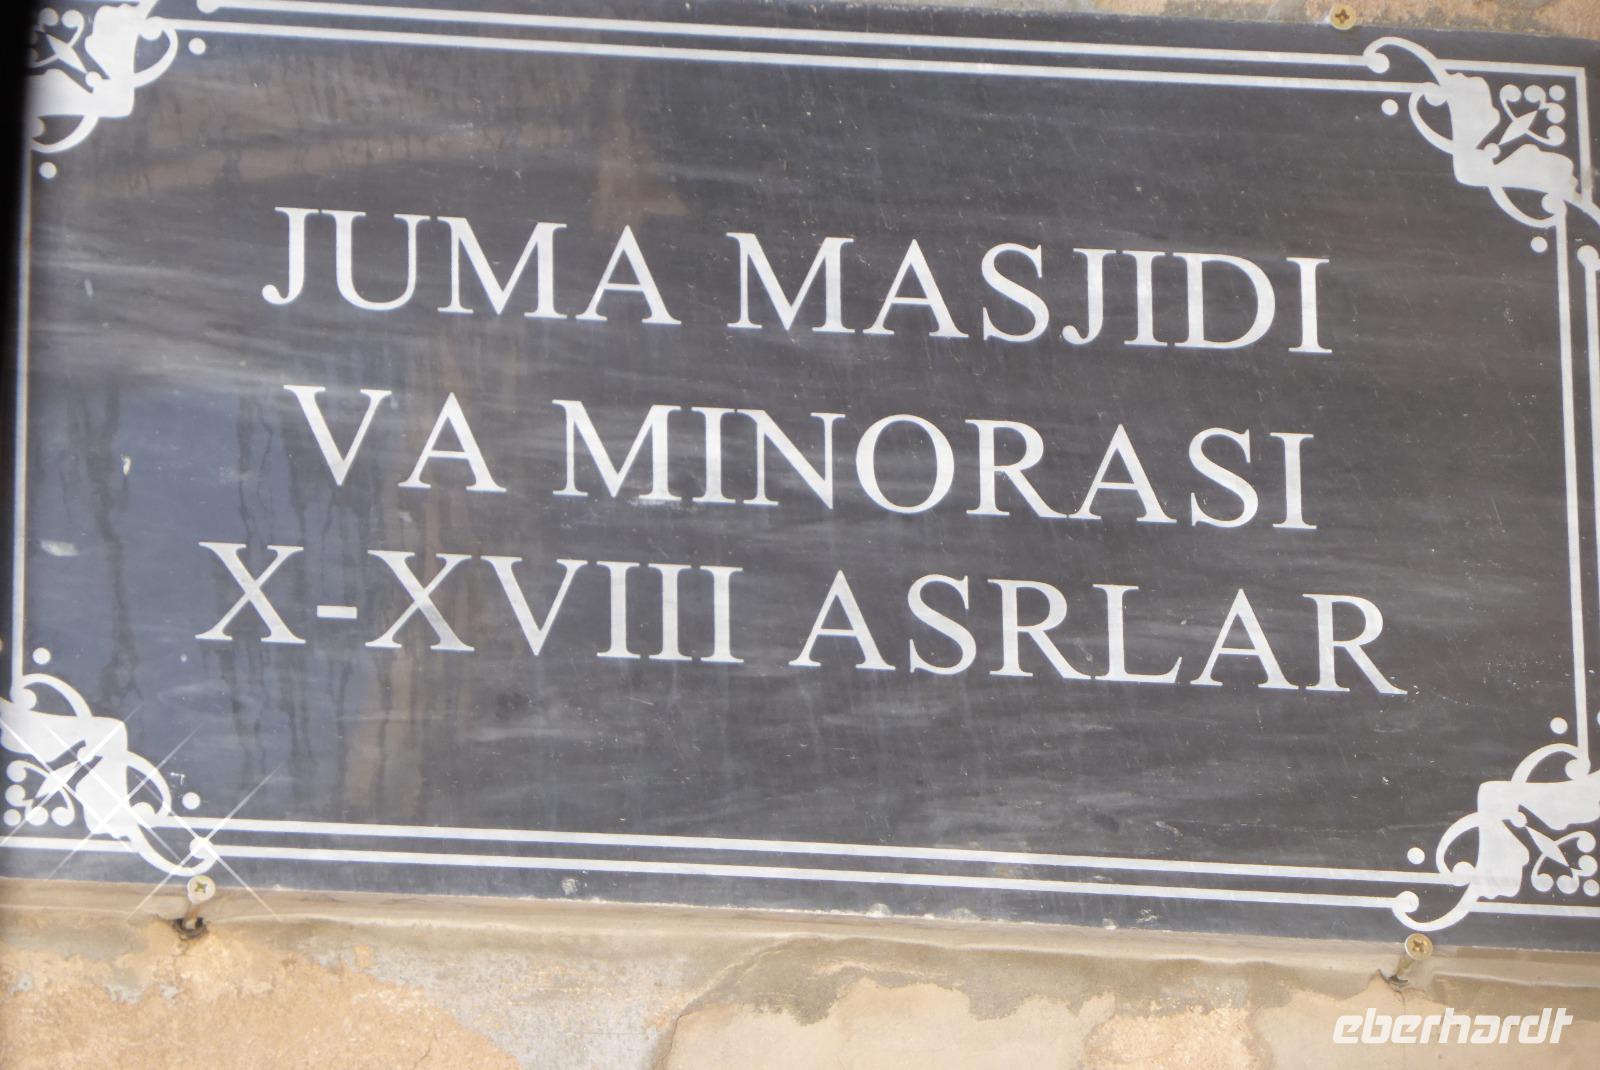 JUMA MASJIDI
VA MINORASI
X-XVIII ASRLAR
eberhardt